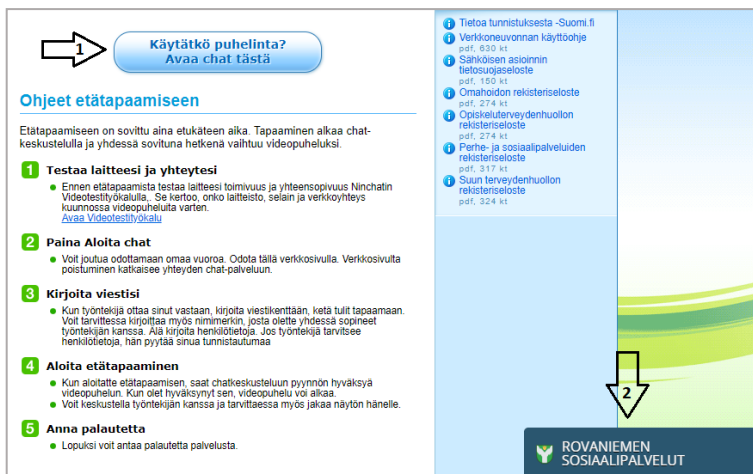 1
Käytätkö puhelinta?
Avaa chat tästä
Ohjeet etätapaamiseen
Etätapaamiseen on sovittu aina etukäteen aika. Tapaaminen alkaa chat-
keskustelulla ja yhdessä sovituna hetkenä vaihtuu videopuheluksi.
1 Testaa laitteesi ja yhteytesi
Ennen etätapaamista testaa laitteesi toimivuus ja yhteensopivuus Ninchatin
Videotestityökalulla,. Se kertoo, onko laitteisto, selain ja verkkoyhteys
kuunnossa videopuheluita varten.
Avaa Videotestityökalu
2 Paina Aloita chat
Voit joutua odottamaan omaa vuoroa. Odota tällä verkkosivulla. Verkkosivulta
poistuminen katkaisee yhteyden chat-palveluun.
3 Kirjoita viestisi
Kun työntekijä ottaa sinut vastaan, kirjoita viestikenttään, ketä tulit tapaamaan.
Voit tarvittessa kirjoittaa myös nimimerkin, josta olette yhdessä sopineet
työntekijän kanssa. Älä kirjoita henkilötietoja. Jos työntekijä tarvitsee
henkilötietoja, hän pyytää sinua tunnistautumaa
4 Aloita etätapaaminen
Kun aloitatte etätapaamisen, saat chatkeskusteluun pyynnön hyväksyä
videopuhelun. Kun olet hyväksynyt sen, videopuhelu voi alkaa.
Voit keskustella työntekijän kanssa ja tarvittaessa myös jakaa näytön hänelle.
5 Anna palautetta
Lopuksi voit antaa palautetta palvelusta.
Tietoa tunnistuksesta -Suomi.fi
Verkkoneuvonnan käyttöohje
pdf, 630 kt
Sähköisen asioinnin
tietosuojaseloste
pdf, 150 kt
Omahoidon rekisteriseloste
pdf, 274 kt
Opiskeluterveydenhuollon
rekisteriseloste
pdf, 274 kt
Perhe- ja sosiaalipalveluiden
rekisteriseloste
pdf, 317 kt
Suun terveydenhuollon
rekisteriseloste
pdf, 324 kt
2
ROVANIEMEN
SOSIAALIPALVELUT